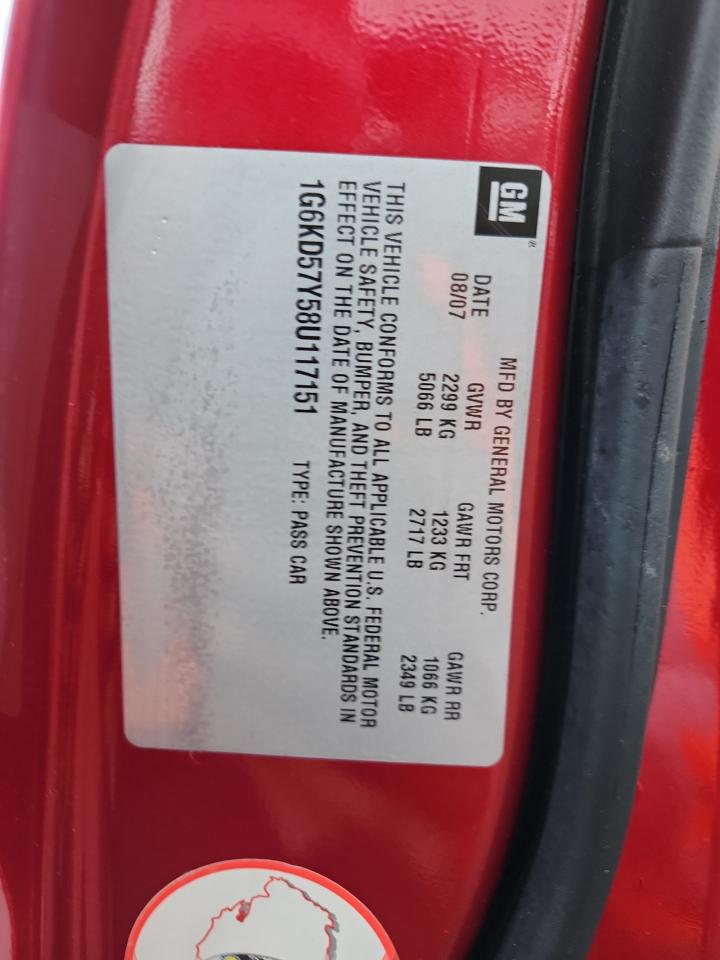 GM®
MFD BY GENERAL MOTORS CORP.
DATE GVWR GAWR FRT GAWR RR
08/07 2299 KG 1233 KG 1066 KG
5066 LB 2717 LB 2349 LB
THIS VEHICLE CONFORMS TO ALL APPLICABLE U.S. FEDERAL MOTOR
VEHICLE SAFETY, BUMPER, AND THEFT PREVENTION STANDARDS IN
EFFECT ON THE DATE OF MANUFACTURE SHOWN ABOVE.
1G6KD57Y58U117151 TYPE: PASS CAR